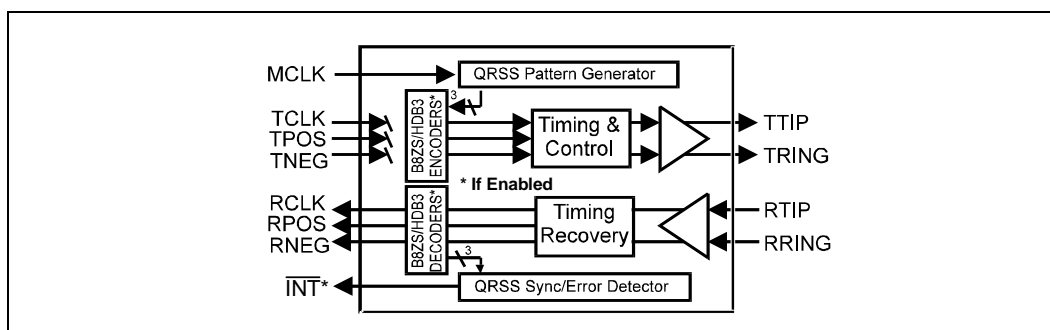 MCLK
QRSS Pattern Generator
3
TCLK
TPOS
TNEG
B8ZS/HDB3
ENCODERS*
Timing &
Control
TTIP
TRING
* If Enabled
RCLK
RPOS
RNEG
B8ZS/HDB3
DECODERS*
Timing
Recovery
RTIP
RRING
3
INT*
QRSS Sync/Error Detector